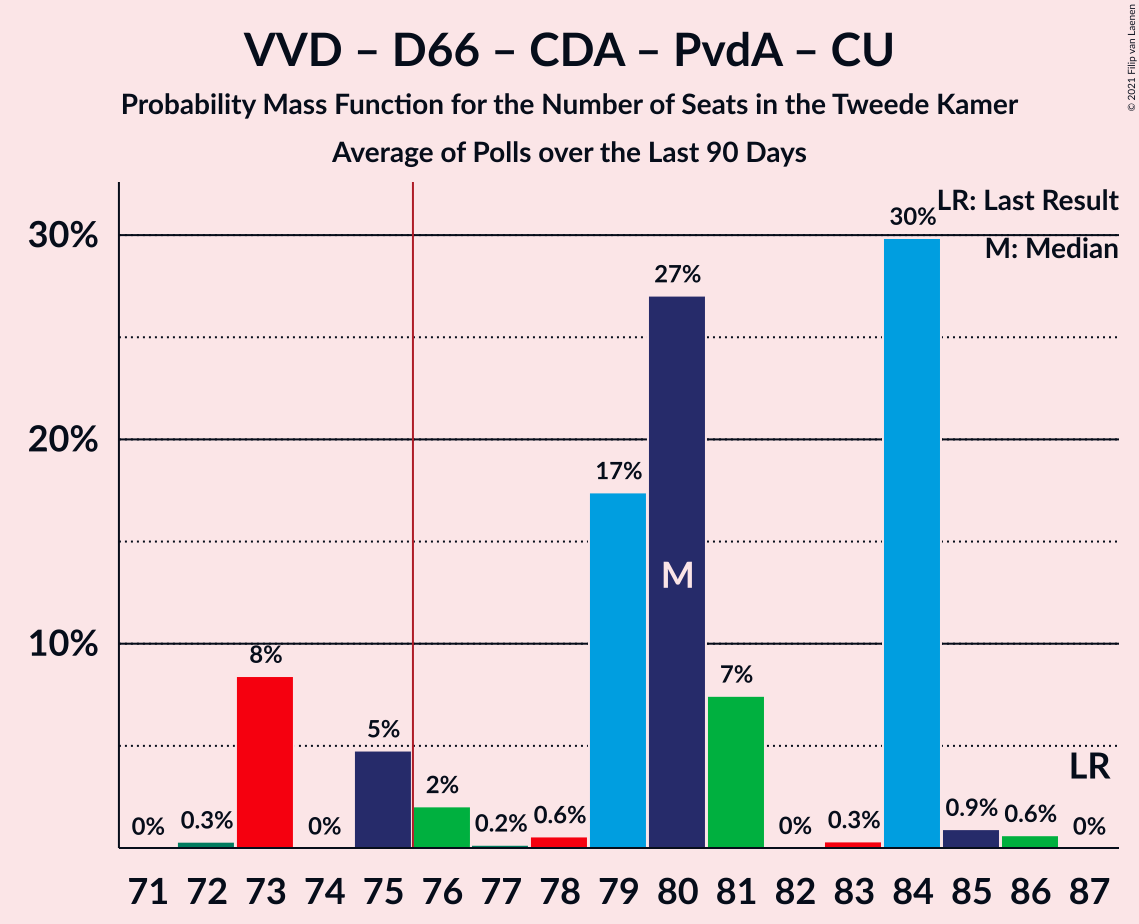 VVD – D66 – CDA – PvdA – CU
Probability Mass Function for the Number of Seats in the Tweede Kamer
Average of Polls over the Last 90 Days
© 2021 Filip van Laenen
LR: Last Result
M: Median
30%
20%
10%
0%
0.3%
8%
0%
5%
2%
0.2%
0.6%
17%
27%
M
7%
0%
0.3%
30%
0.9%
0.6%
0%
LR
71 72 73 74 75 76 77 78 79 80 81 82 83 84 85 86 87